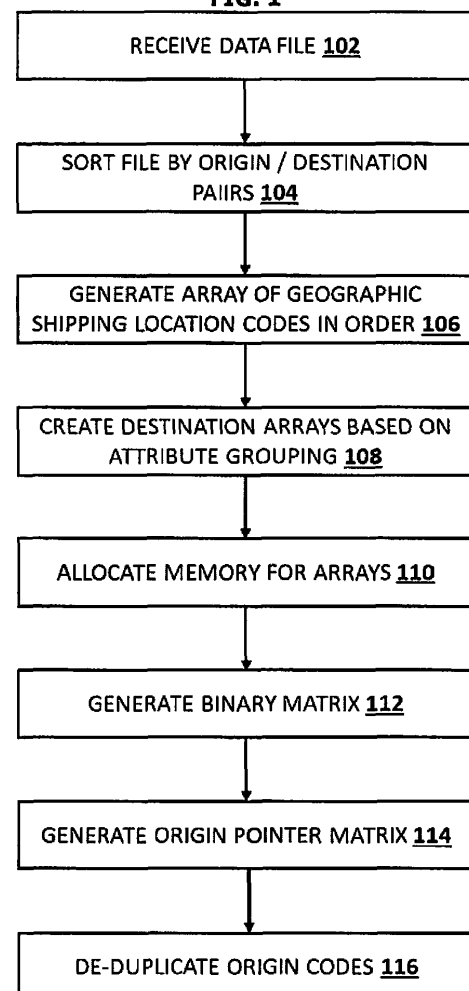 FIG. 1
RECEIVE DATA FILE 102
SORT FILE BY ORIGIN / DESTINATION
PAIIRS 104
GENERATE ARRAY OF GEOGRAPHIC
SHIPPING LOCATION CODES IN ORDER 106
CREATE DESTINATION ARRAYS BASED ON
ATTRIBUTE GROUPING 108
ALLOCATE MEMORY FOR ARRAYS 110
GENERATE BINARY MATRIX 112
GENERATE ORIGIN POINTER MATRIX 114
DE-DUPLICATE ORIGIN CODES 116